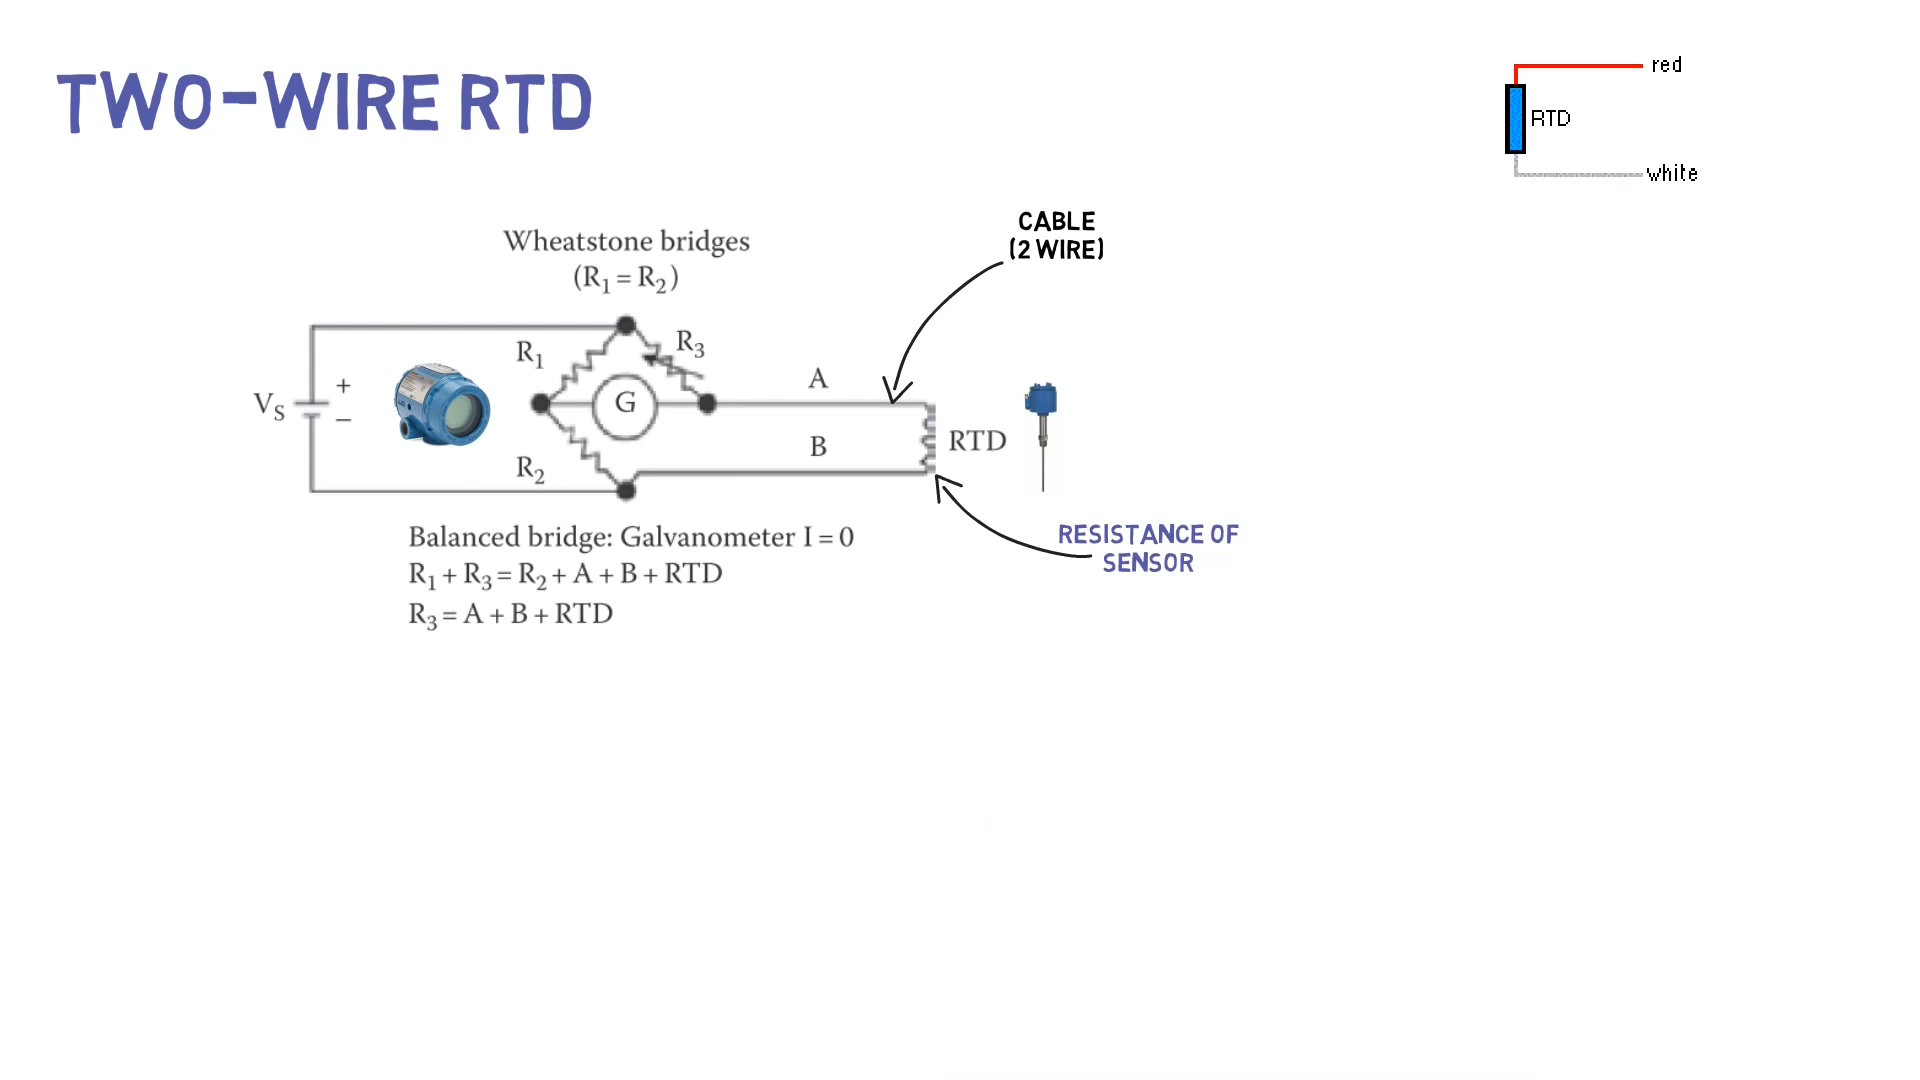 TWO-WIRE RTD
red
RTD
white
CABLE
(2 WIRE)
Wheatstone bridges
(R₁ = R₂)
R₁
R₃
A
VS
+
−
G
B
RTD
R₂
RESISTANCE OF
SENSOR
Balanced bridge: Galvanometer I = 0
R₁ + R₃ = R₂ + A + B + RTD
R₃ = A + B + RTD